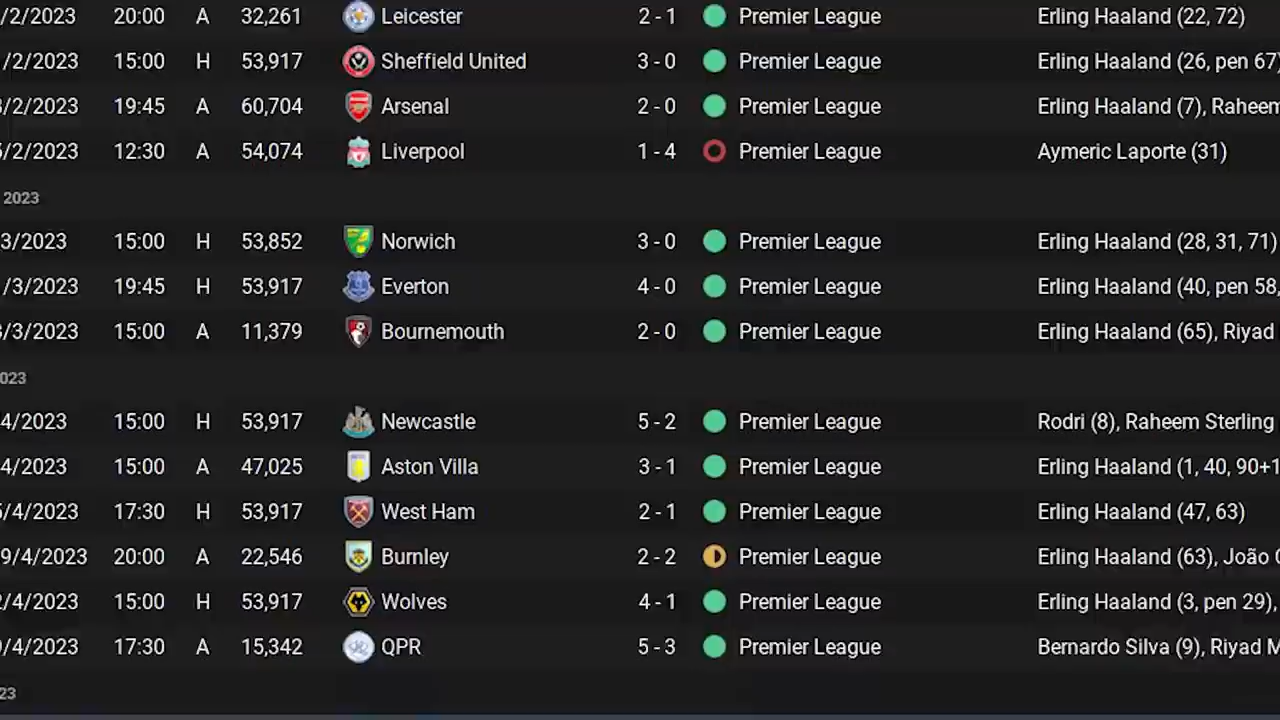 /2/2023 20:00 A 32,261 Leicester 2 - 1 Premier League Erling Haaland (22, 72)
/2/2023 15:00 H 53,917 Sheffield United 3 - 0 Premier League Erling Haaland (26, pen 67)
/2/2023 19:45 A 60,704 Arsenal 2 - 0 Premier League Erling Haaland (7), Raheem
/2/2023 12:30 A 54,074 Liverpool 1 - 4 Premier League Aymeric Laporte (31)
2023
3/2023 15:00 H 53,852 Norwich 3 - 0 Premier League Erling Haaland (28, 31, 71)
/3/2023 19:45 H 53,917 Everton 4 - 0 Premier League Erling Haaland (40, pen 58,
/3/2023 15:00 A 11,379 Bournemouth 2 - 0 Premier League Erling Haaland (65), Riyad
023
4/2023 15:00 H 53,917 Newcastle 5 - 2 Premier League Rodri (8), Raheem Sterling
4/2023 15:00 A 47,025 Aston Villa 3 - 1 Premier League Erling Haaland (1, 40, 90+1
/4/2023 17:30 H 53,917 West Ham 2 - 1 Premier League Erling Haaland (47, 63)
9/4/2023 20:00 A 22,546 Burnley 2 - 2 Premier League Erling Haaland (63), João
/4/2023 15:00 H 53,917 Wolves 4 - 1 Premier League Erling Haaland (3, pen 29),
/4/2023 17:30 A 15,342 QPR 5 - 3 Premier League Bernardo Silva (9), Riyad M
23